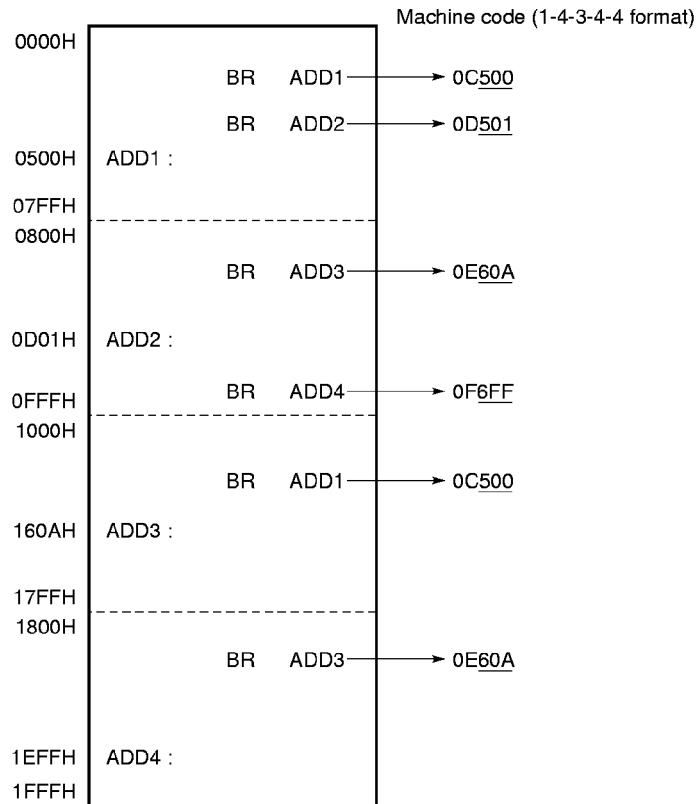 Machine code (1-4-3-4-4 format)
0000H
BR ADD1 0C500
BR ADD2 0D501
0500H ADD1 :
07FFH
0800H
BR ADD3 0E60A
0D01H ADD2 :
BR ADD4 0F6FF
0FFFH
1000H
BR ADD1 0C500
160AH ADD3 :
17FFH
1800H
BR ADD3 0E60A
1EFFH ADD4 :
1FFFH